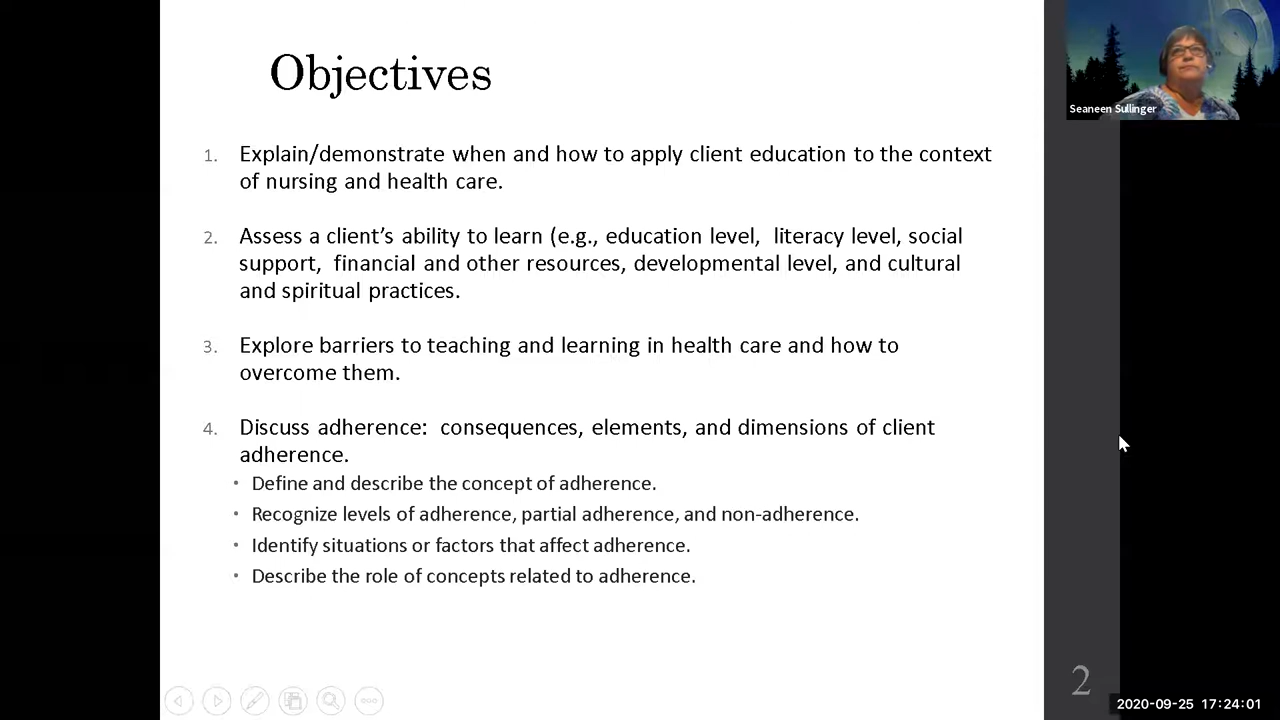 Objectives
Seaneen Sullinger
1. Explain/demonstrate when and how to apply client education to the context
of nursing and health care.
2. Assess a client’s ability to learn (e.g., education level,  literacy level, social
support,  financial and other resources, developmental level, and cultural
and spiritual practices.
3. Explore barriers to teaching and learning in health care and how to
overcome them.
4. Discuss adherence:  consequences, elements, and dimensions of client
adherence.
• Define and describe the concept of adherence.
• Recognize levels of adherence, partial adherence, and non-adherence.
• Identify situations or factors that affect adherence.
• Describe the role of concepts related to adherence.
2
2020-09-25 17:24:01